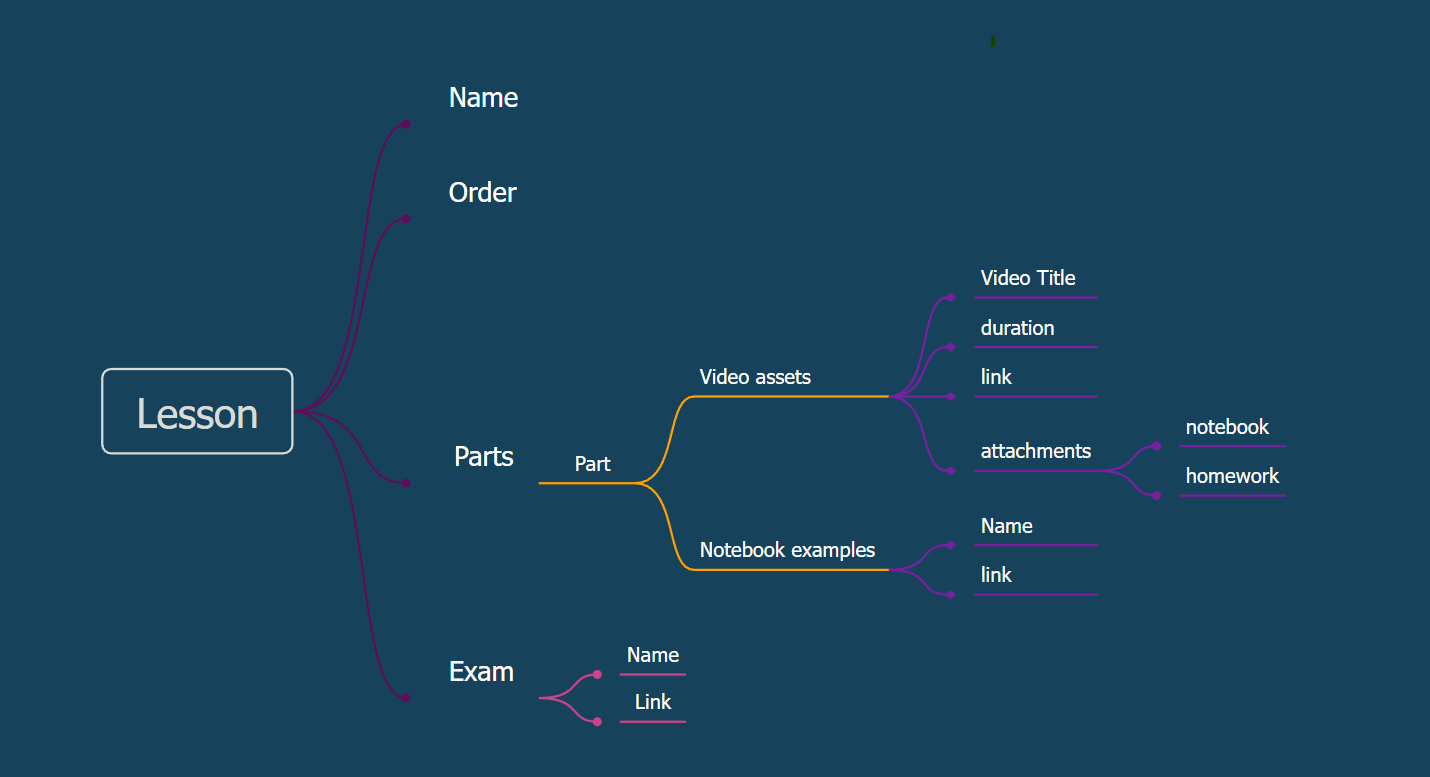 Lesson
Name
Order
Parts
Part
Video assets
Video Title
duration
link
attachments
notebook
homework
Notebook examples
Name
link
Exam
Name
Link